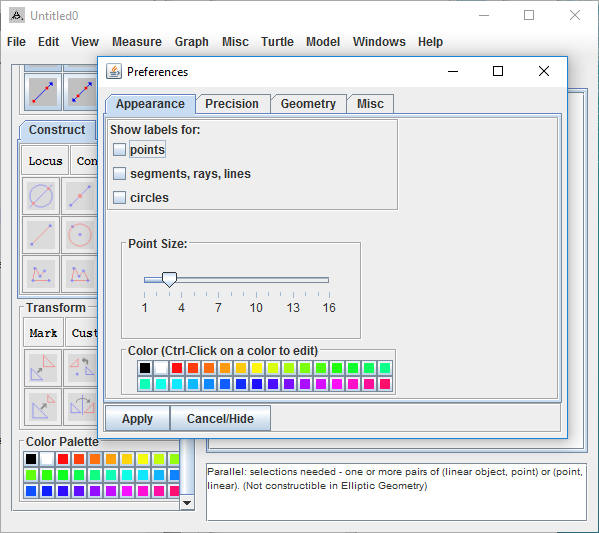 Untitled0
File Edit View Measure Graph Misc Turtle Model Windows Help
Preferences
Appearance Precision Geometry Misc
Show labels for:
points
segments, rays, lines
circles
Point Size:
1 4 7 10 13 16
Color (Ctrl-Click on a color to edit)
Apply Cancel/Hide
Construct
Locus Con
Transform
Mark Cust
Color Palette
Parallel: selections needed - one or more pairs of (linear object, point) or (point,
linear). (Not constructible in Elliptic Geometry)